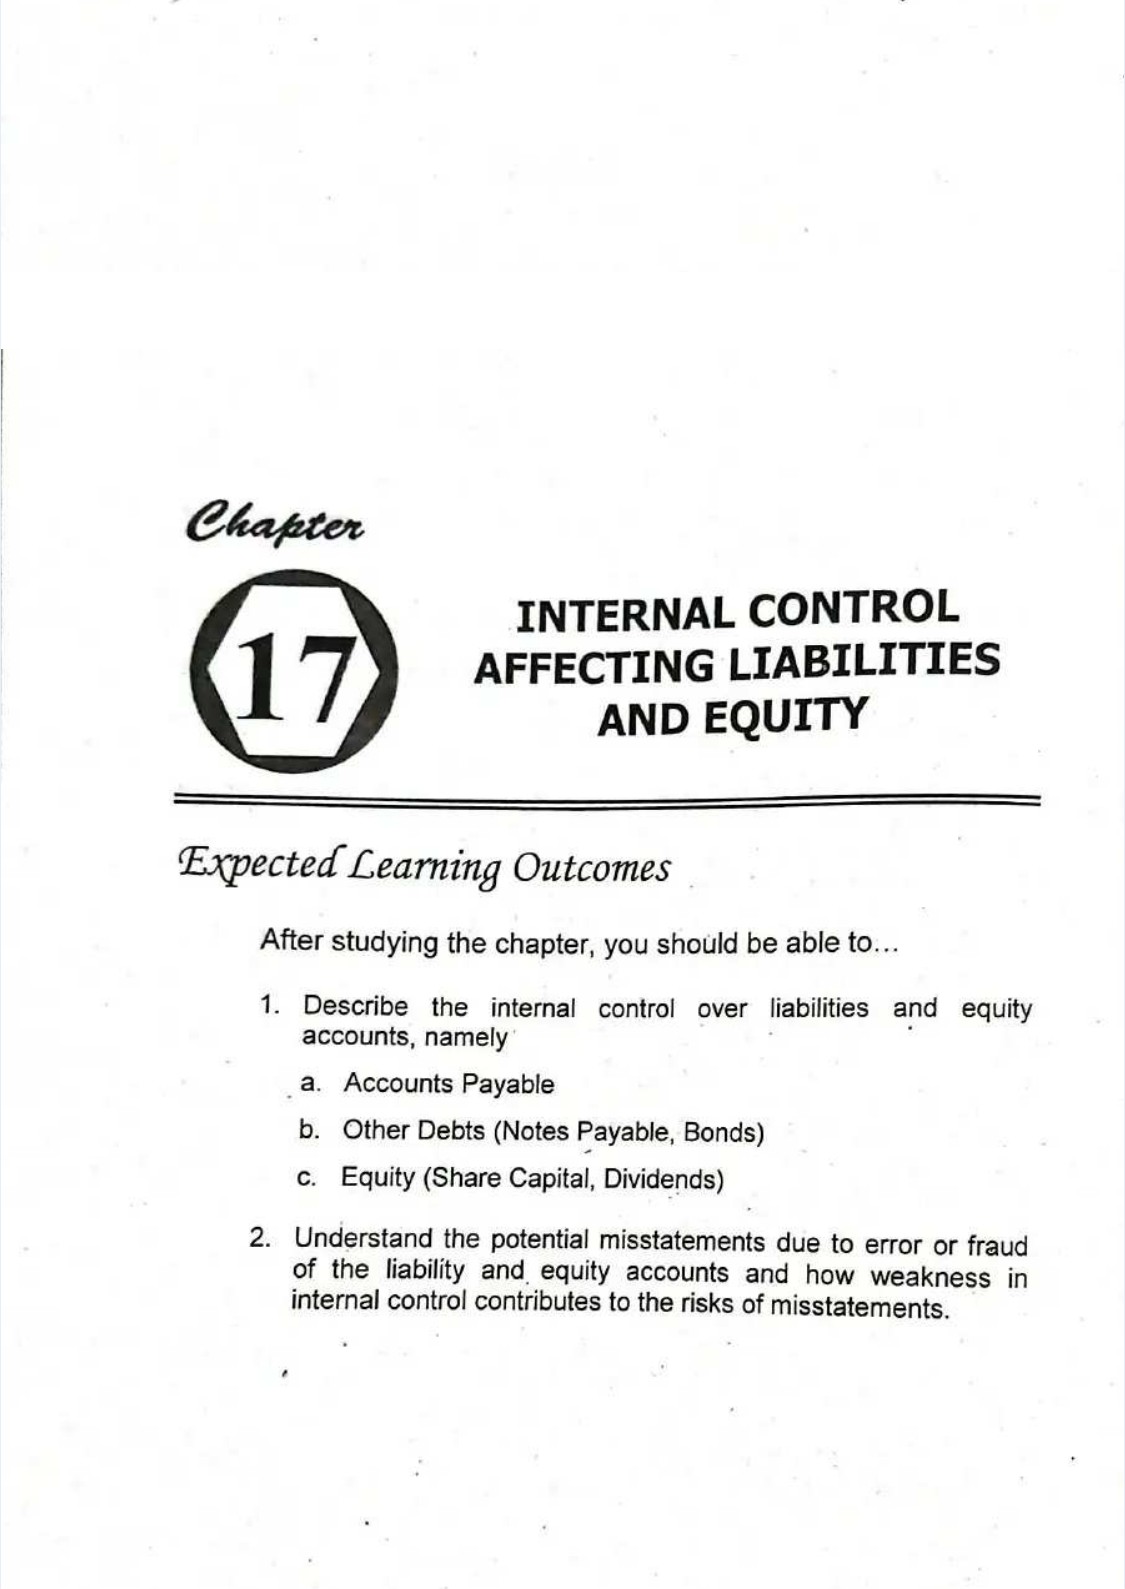 Chapter
17
INTERNAL CONTROL
AFFECTING LIABILITIES
AND EQUITY
Expected Learning Outcomes
After studying the chapter, you should be able to...
1. Describe the internal control over liabilities and equity
accounts, namely
a. Accounts Payable
b. Other Debts (Notes Payable, Bonds)
c. Equity (Share Capital, Dividends)
2. Understand the potential misstatements due to error or fraud
of the liability and equity accounts and how weakness in
internal control contributes to the risks of misstatements.